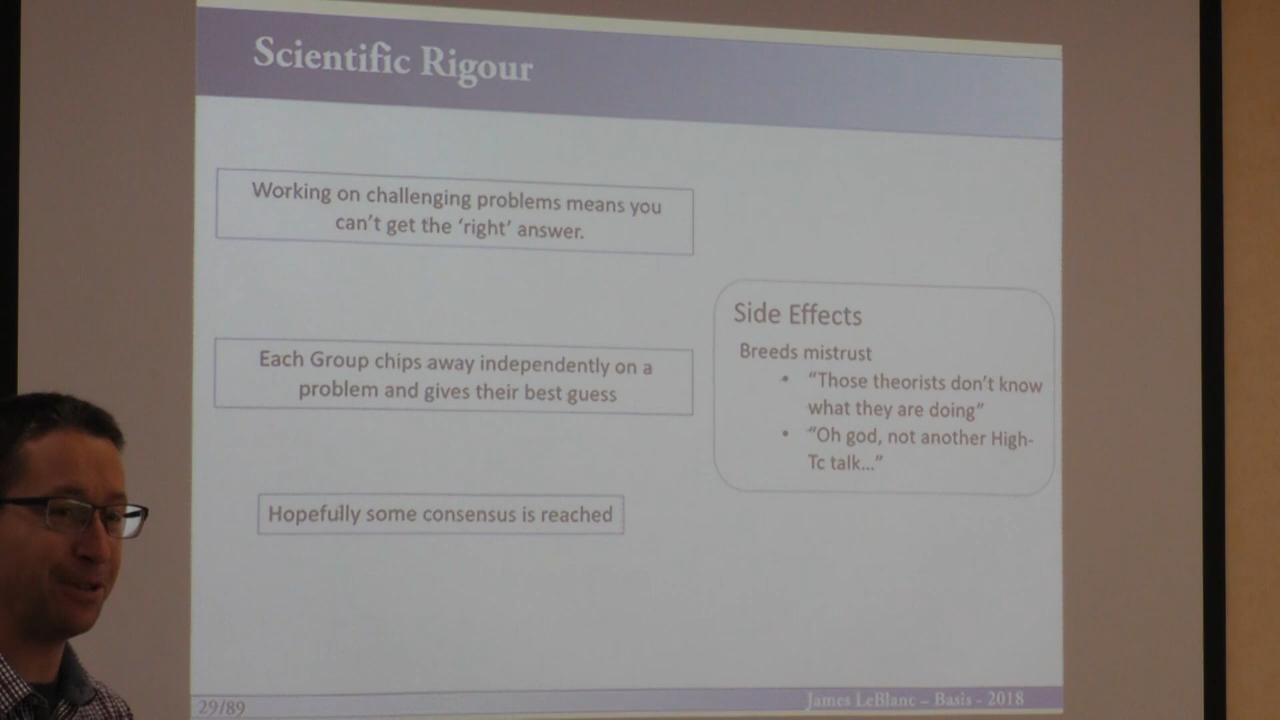 Scientific Rigour
Working on challenging problems means you
can't get the ‘right’ answer.
Each Group chips away independently on a
problem and gives their best guess
Hopefully some consensus is reached
Side Effects
Breeds mistrust
• “Those theorists don't know
what they are doing”
• “Oh god, not another High-
Tc talk...”
29/89
James LeBlanc – Basis - 2018